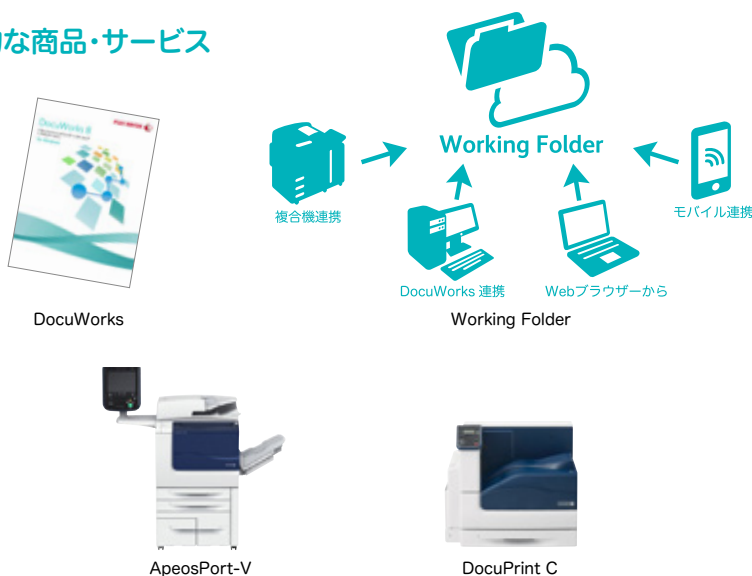 な商品・サービス
DocuWorks 8
Working Folder
複合機連携
モバイル連携
DocuWorks 連携
Webブラウザーから
DocuWorks
Working Folder
ApeosPort-V
DocuPrint C